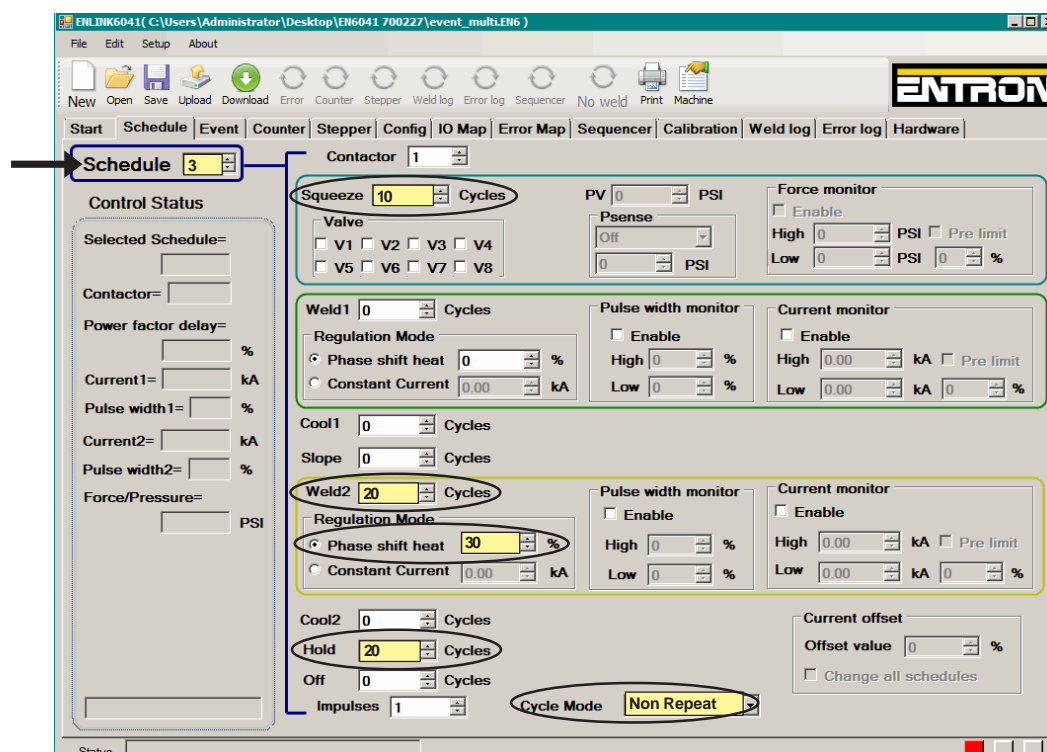 ENLINK6041( C:\Users\Administrator\Desktop\EN6041 700227\event_multi.EN6 )
File Edit Setup About
New Open Save Upload Download Error Counter Stepper Weld log Error log Sequencer No weld Print Machine
ENTRON
Start Schedule Event Counter Stepper Config IO Map Error Map Sequencer Calibration Weld log Error log Hardware
Schedule 3
Contactor 1
Control Status
Selected Schedule=
Contactor=
Power factor delay=
%
Current1= kA
Pulse width1= %
Current2= kA
Pulse width2= %
Force/Pressure=
PSI
Squeeze 10 Cycles
Valve
V1 V2 V3 V4
V5 V6 V7 V8
PV 0 PSI
Psense
Off
0 PSI
Force monitor
Enable
High 0 PSI Pre limit
Low 0 PSI 0 %
Weld1 0 Cycles
Regulation Mode
Phase shift heat 0 %
Constant Current 0.00 kA
Pulse width monitor
Enable
High 0 %
Low 0 %
Current monitor
Enable
High 0.00 kA Pre limit
Low 0.00 kA 0 %
Cool1 0 Cycles
Slope 0 Cycles
Weld2 20 Cycles
Regulation Mode
Phase shift heat 30 %
Constant Current 0.00 kA
Pulse width monitor
Enable
High 0 %
Low 0 %
Current monitor
Enable
High 0.00 kA Pre limit
Low 0.00 kA 0 %
Cool2 0 Cycles
Hold 20 Cycles
Off 0 Cycles
Impulses 1
Cycle Mode Non Repeat
Current offset
Offset value 0 %
Change all schedules
Status